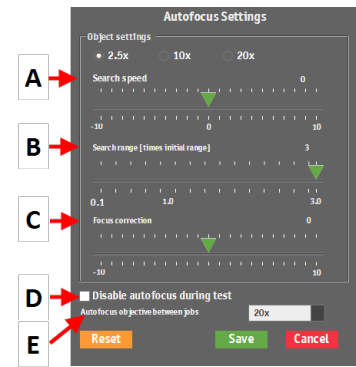 Autofocus Settings
Object settings
2.5x 10x 20x
A
Search speed 0
-10 0 10
B
Search range [times initial range] 3
0.1 1.0 3.0
C
Focus correction 0
-10 10
D
Disable autofocus during test
Autofocus objective between jobs 20x
E
Reset Save Cancel